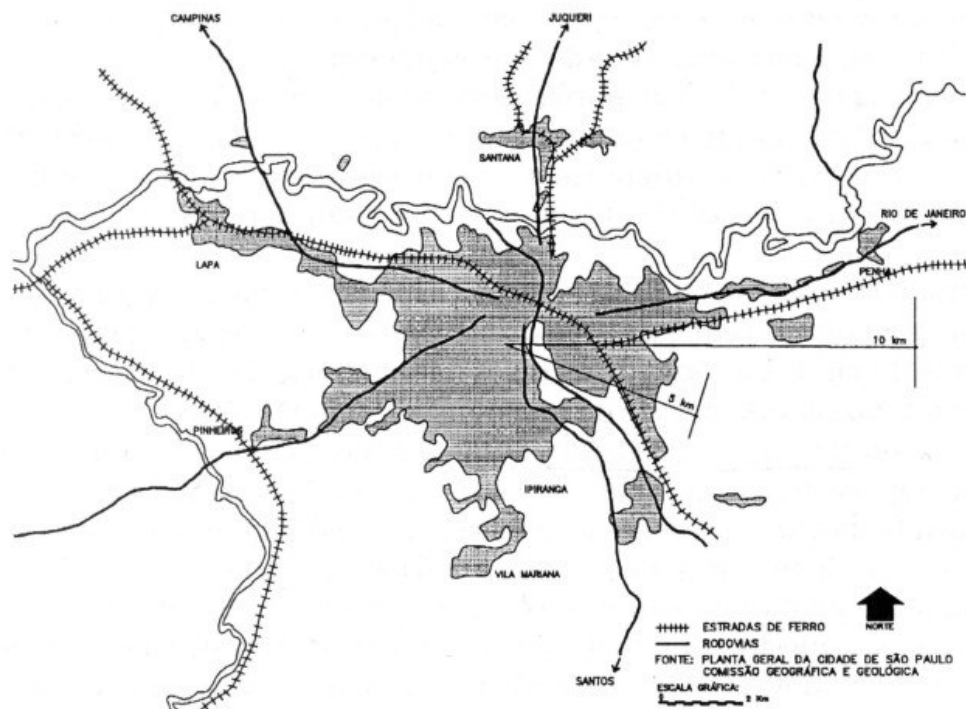 CAMPINAS
JUQUERI
SANTANA
RIO DE JANEIRO
LAPA
PENHA
10 km
5 km
PINHEIROS
IPIRANGA
VILA MARIANA
NORTE
ESTRADAS DE FERRO
RODOVIAS
FONTE: PLANTA GERAL DA CIDADE DE SÃO PAULO
COMISSÃO GEOGRÁFICA E GEOLÓGICA
SANTOS
ESCALA GRÁFICA:
0 2 Km